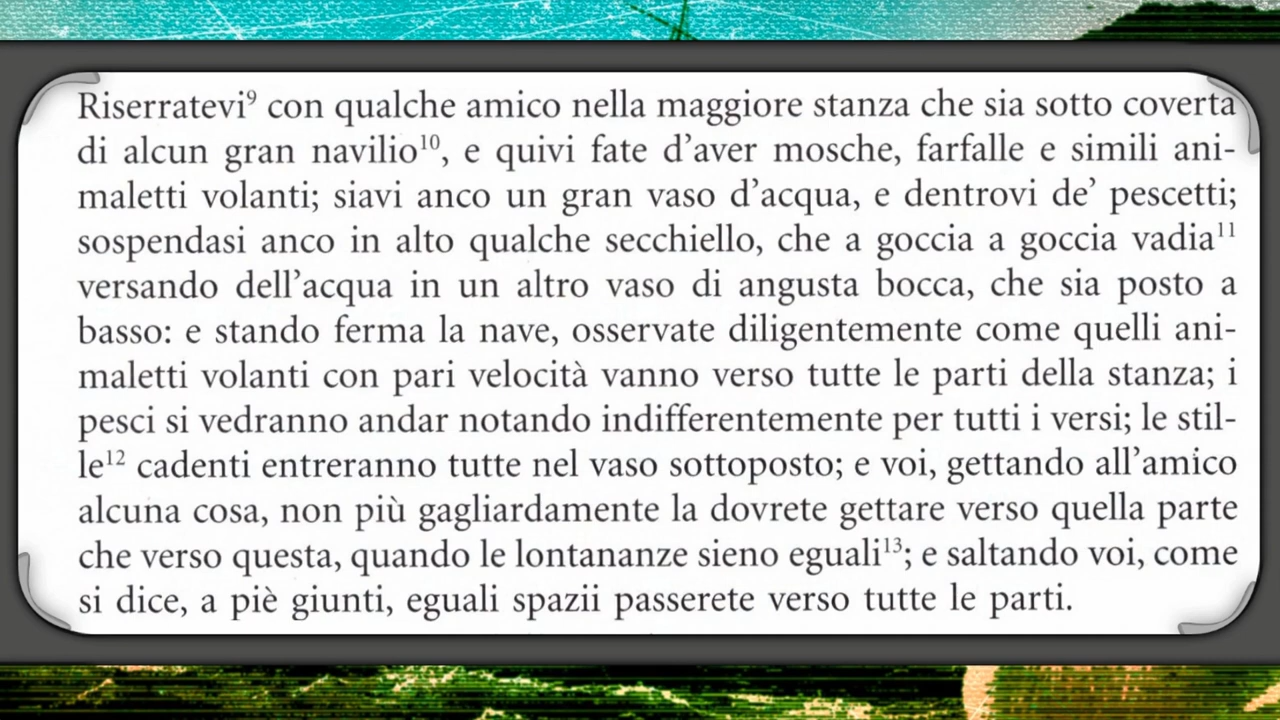 Riserratevi⁹ con qualche amico nella maggiore stanza che sia sotto coverta
di alcun gran navilio¹⁰, e quivi fate d’aver mosche, farfalle e simili ani-
maletti volanti; siavi anco un gran vaso d’acqua, e dentrovi de’ pescetti;
sospendasi anco in alto qualche secchiello, che a goccia a goccia vadia¹¹
versando dell’acqua in un altro vaso di angusta bocca, che sia posto a
basso: e stando ferma la nave, osservate diligentemente come quelli ani-
maletti volanti con pari velocità vanno verso tutte le parti della stanza; i
pesci si vedranno andar notando indifferentemente per tutti i versi; le stil-
le¹² cadenti entreranno tutte nel vaso sottoposto; e voi, gettando all’amico
alcuna cosa, non più gagliardamente la dovrete gettare verso quella parte
che verso questa, quando le lontananze sieno eguali¹³; e saltando voi, come
si dice, a piè giunti, eguali spazii passerete verso tutte le parti.